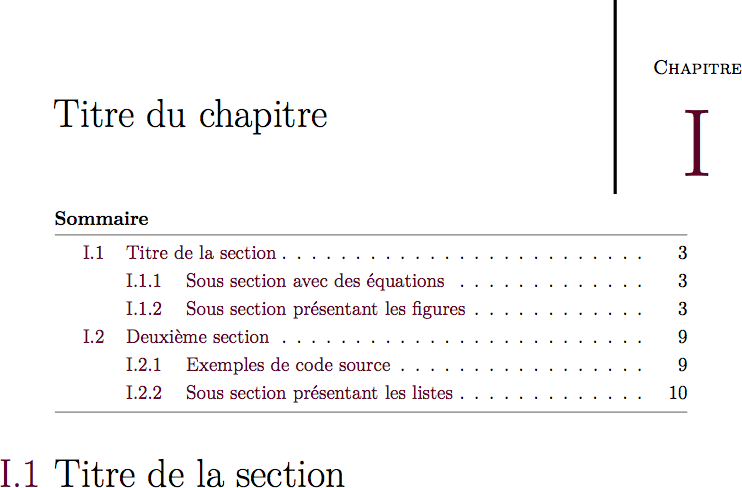 CHAPITRE
Titre du chapitre
I
Sommaire
I.1 Titre de la section . . . . . . . . . . . . . . . . . . . . . . . . . 3
I.1.1 Sous section avec des équations . . . . . . . . . . . . . 3
I.1.2 Sous section présentant les figures . . . . . . . . . . . . 3
I.2 Deuxième section . . . . . . . . . . . . . . . . . . . . . . . . . 9
I.2.1 Exemples de code source . . . . . . . . . . . . . . . . . 9
I.2.2 Sous section présentant les listes . . . . . . . . . . . . . 10
I.1 Titre de la section